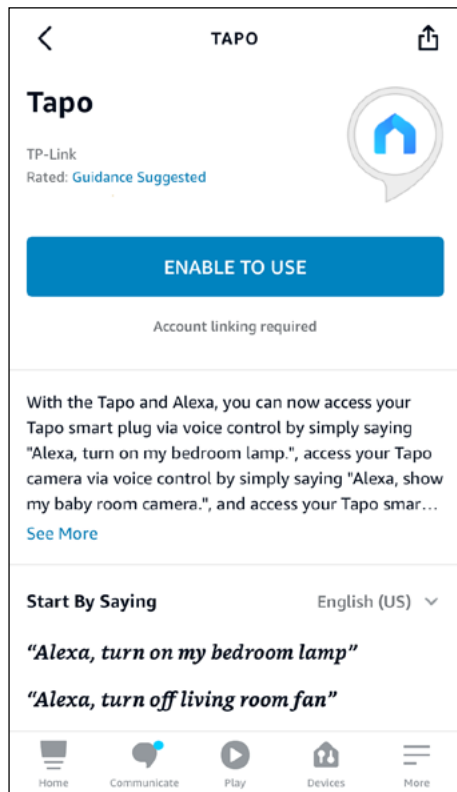 TAPO
Tapo
TP-Link
Rated: Guidance Suggested
ENABLE TO USE
Account linking required
With the Tapo and Alexa, you can now access your
Tapo smart plug via voice control by simply saying
"Alexa, turn on my bedroom lamp.", access your Tapo
camera via voice control by simply saying "Alexa, show
my baby room camera.", and access your Tapo smar...
See More
Start By Saying English (US)
“Alexa, turn on my bedroom lamp”
“Alexa, turn off living room fan”
Home Communicate Play Devices More